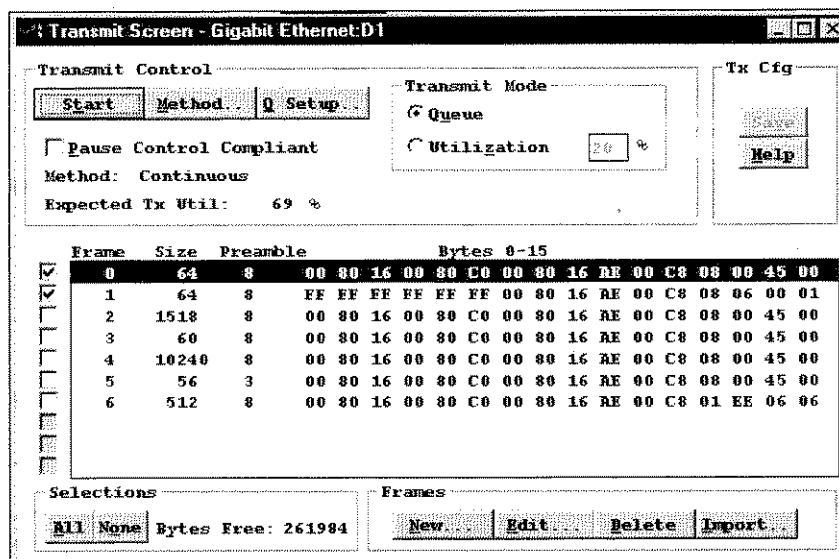 Transmit Screen - Gigabit Ethernet:D1
Transmit Control
Start Method.. Q Setup..
Transmit Mode
Queue
Utilization 20 %
Tx Cfg
Save
Help
Pause Control Compliant
Method: Continuous
Expected Tx Util: 69 %
Frame Size Preamble Bytes 0-15
0 64 8 00 80 16 00 80 C0 00 80 16 AE 00 C8 08 00 45 00
1 64 8 FF FF FF FF FF FF 00 80 16 AE 00 C8 08 06 00 01
2 1518 8 00 80 16 00 80 C0 00 80 16 AE 00 C8 08 00 45 00
3 60 8 00 80 16 00 80 C0 00 80 16 AE 00 C8 08 00 45 00
4 10240 8 00 80 16 00 80 C0 00 80 16 AE 00 C8 08 00 45 00
5 56 3 00 80 16 00 80 C0 00 80 16 AE 00 C8 08 00 45 00
6 512 8 00 80 16 00 80 C0 00 80 16 AE 00 C8 01 EE 06 06
Selections
All None Bytes Free: 261984
Frames
New... Edit... Delete Import..